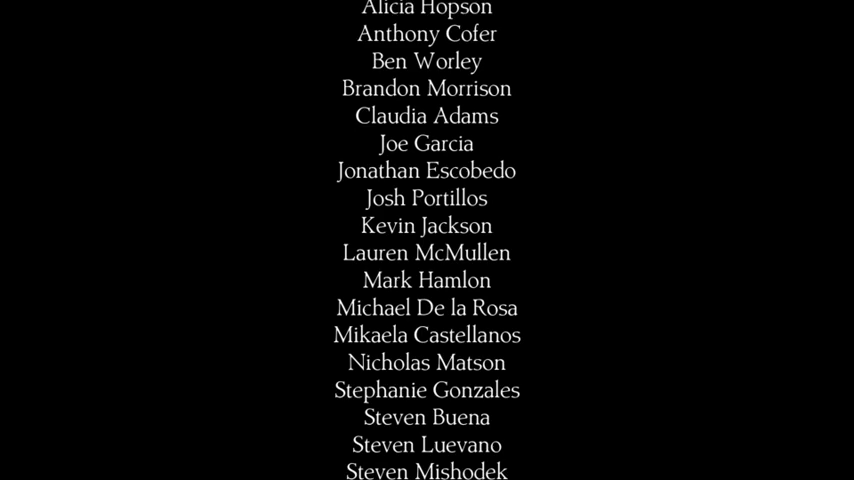 Alicia Hopson
Anthony Cofer
Ben Worley
Brandon Morrison
Claudia Adams
Joe Garcia
Jonathan Escobedo
Josh Portillos
Kevin Jackson
Lauren McMullen
Mark Hamlon
Michael De la Rosa
Mikaela Castellanos
Nicholas Matson
Stephanie Gonzales
Steven Buena
Steven Luevano
Steven Mishodek